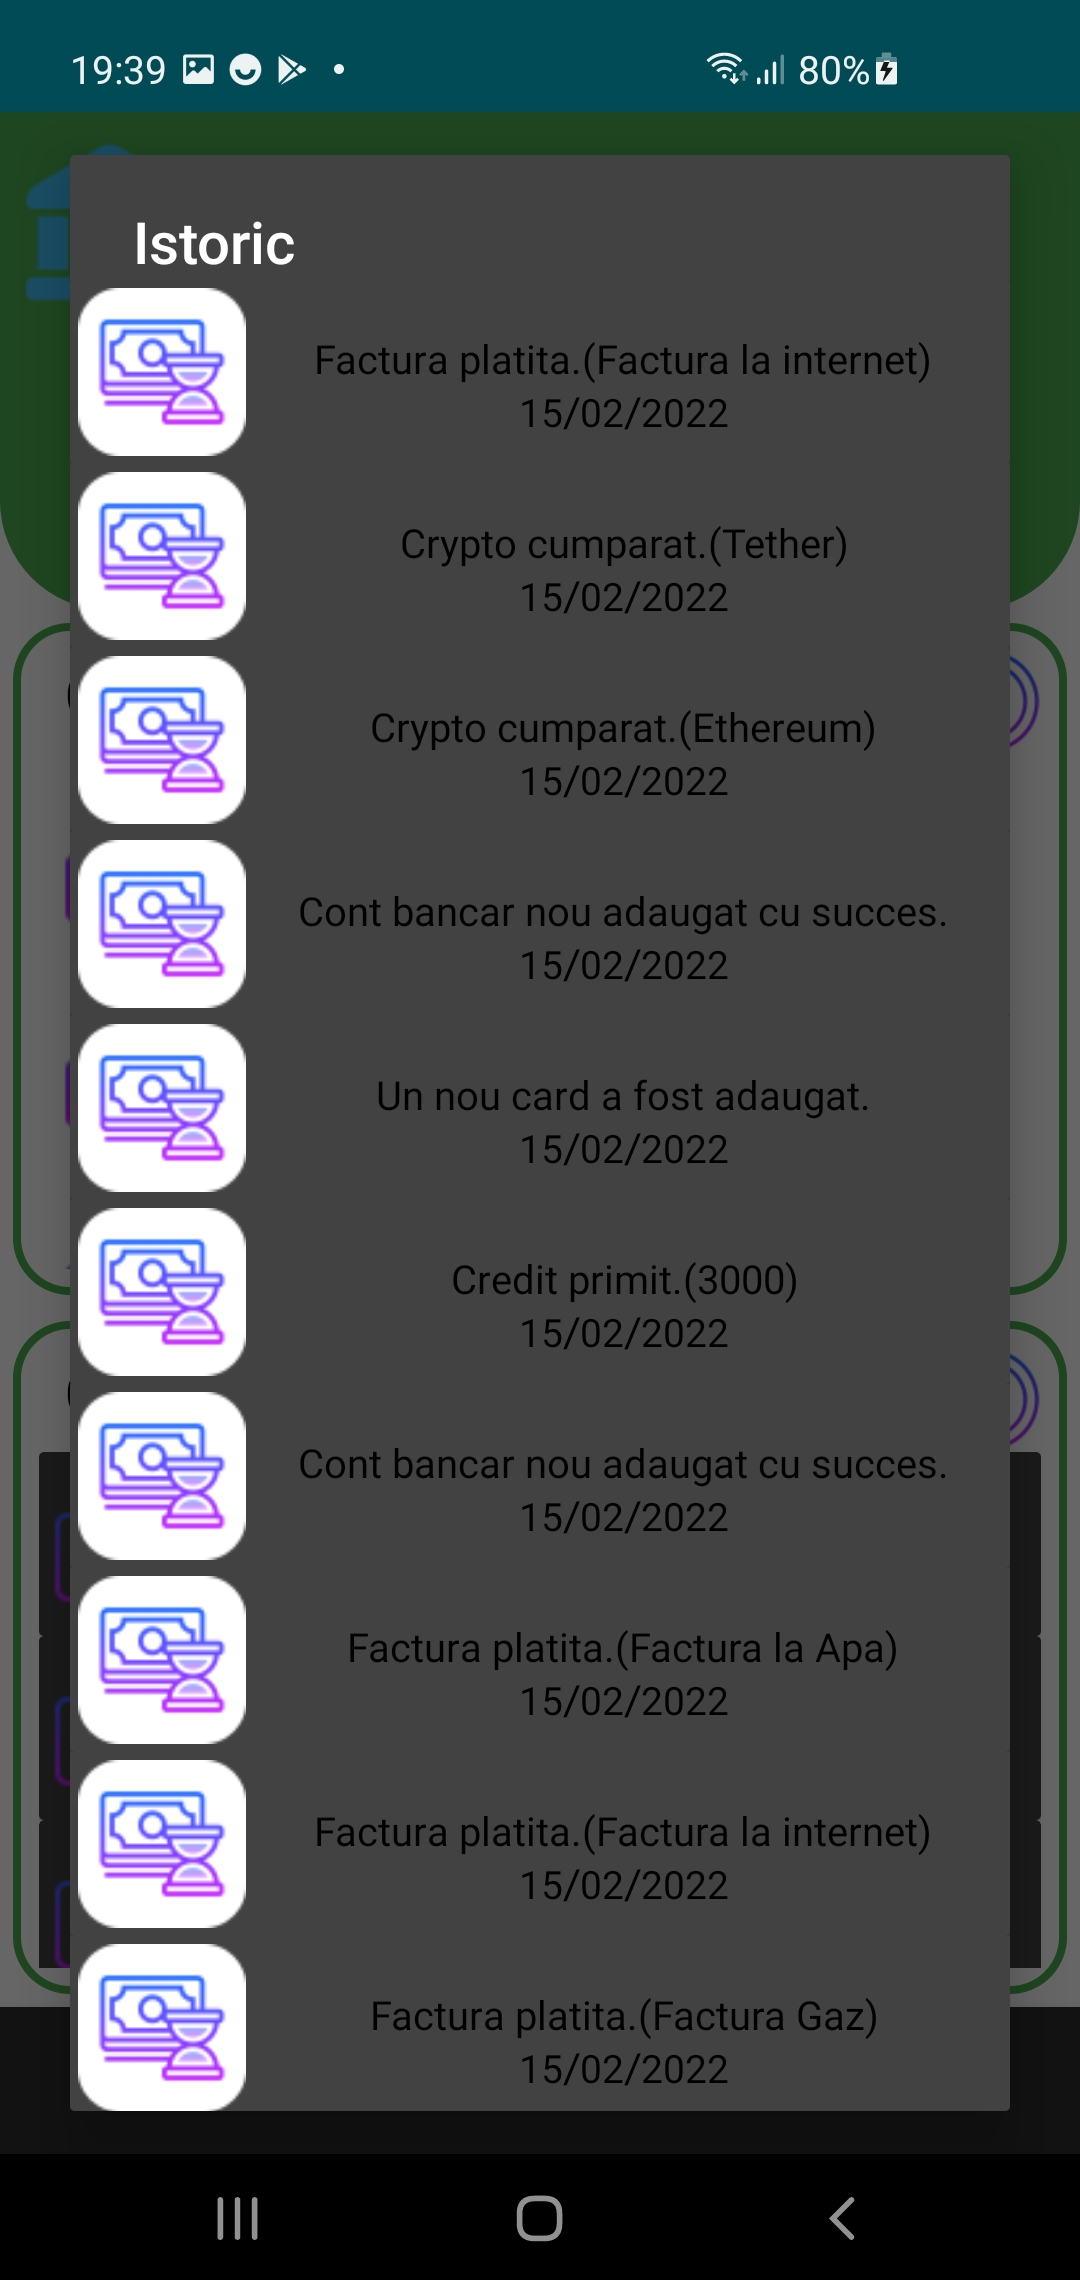 19:39
80%
Istoric
Factura platita.(Factura la internet)
15/02/2022
Crypto cumparat.(Tether)
15/02/2022
Crypto cumparat.(Ethereum)
15/02/2022
Cont bancar nou adaugat cu succes.
15/02/2022
Un nou card a fost adaugat.
15/02/2022
Credit primit.(3000)
15/02/2022
Cont bancar nou adaugat cu succes.
15/02/2022
Factura platita.(Factura la Apa)
15/02/2022
Factura platita.(Factura la internet)
15/02/2022
Factura platita.(Factura Gaz)
15/02/2022